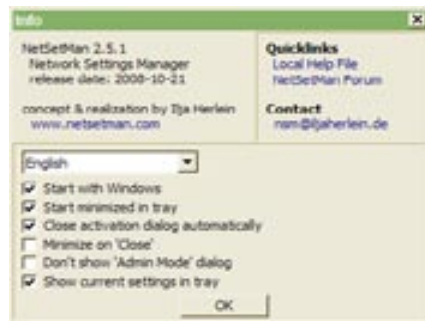 Info
NetSetMan 2.5.1
Network Settings Manager
release date: 2008-10-21
concept & realization by Ilja Herlein
www.netsetman.com
Quicklinks
Local Help File
NetSetMan Forum
Contact
nsm@iljaherlein.de
English
Start with Windows
Start minimized in tray
Close activation dialog automatically
Minimize on 'Close'
Don't show 'Admin Mode' dialog
Show current settings in tray
OK